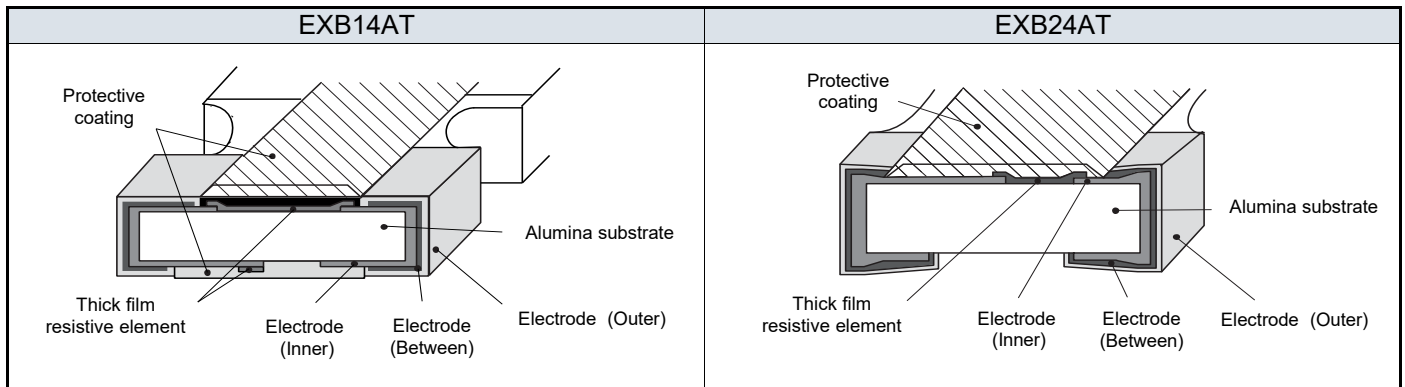 EXB14AT
Protective
coating
Alumina substrate
Thick film
resistive element
Electrode
(Inner)
Electrode
(Between)
Electrode (Outer)
EXB24AT
Protective
coating
Alumina substrate
Thick film
resistive element
Electrode
(Inner)
Electrode
(Between)
Electrode (Outer)